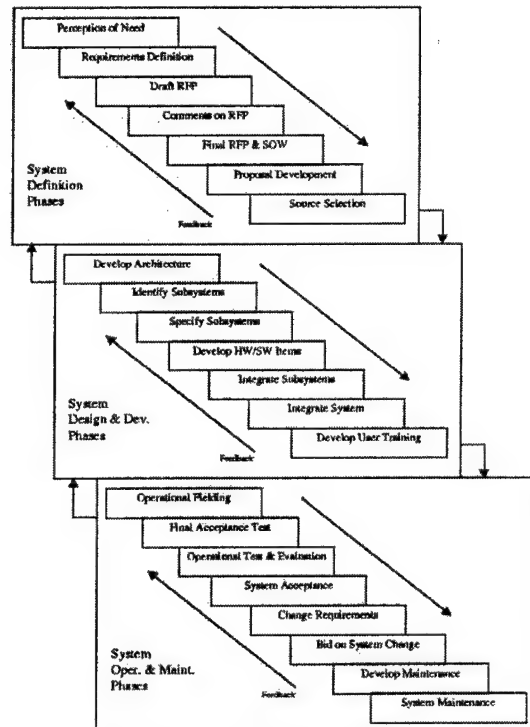 Perception of Need
Requirements Definition
Draft RFP
Comments on RFP
Final RFP & SOW
Proposal Development
Source Selection
System
Definition
Phases
Feedback
Develop Architecture
Identify Subsystems
Specify Subsystems
Develop HW/SW Items
Integrate Subsystems
Integrate System
Develop User Training
System
Design & Dev.
Phases
Feedback
Operational Fielding
Final Acceptance Test
Operational Test & Evaluation
System Acceptance
Change Requirements
Bid on System Change
Develop Maintenance
System Maintenance
System
Oper. & Maint.
Phases
Feedback